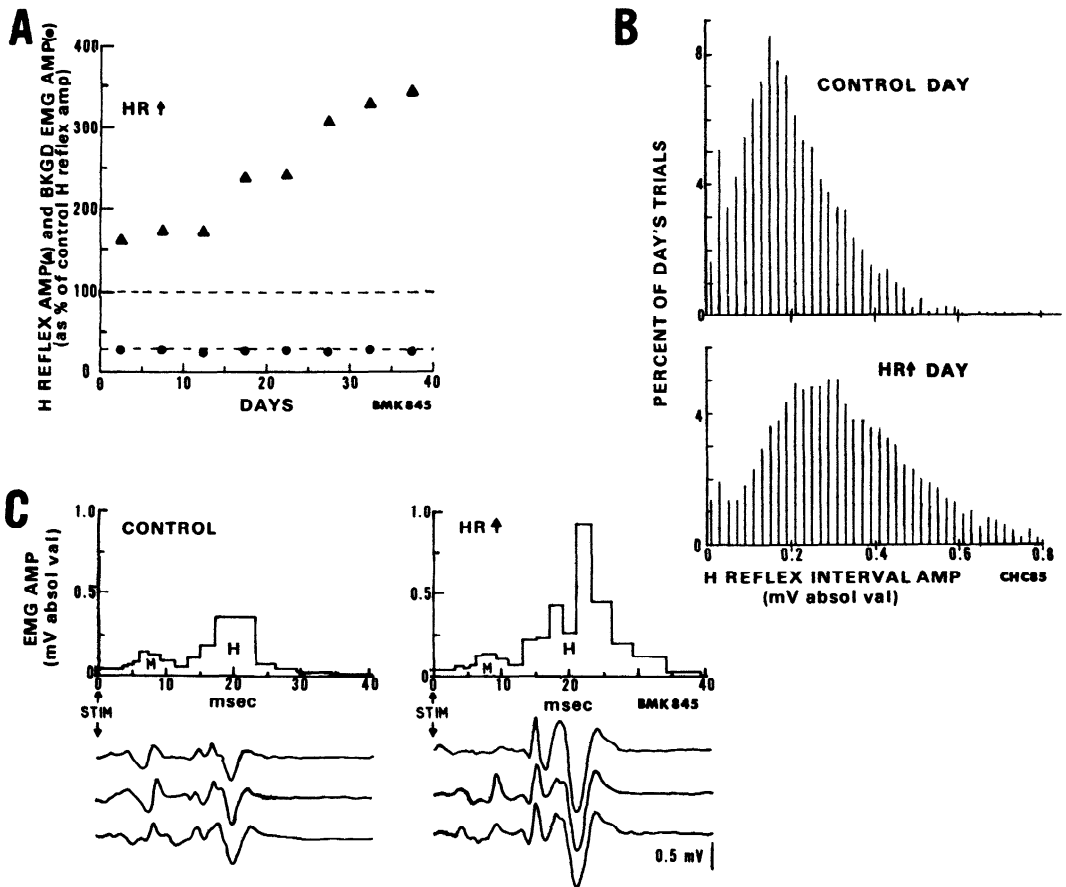 A
H REFLEX AMP(▲) and BKGD EMG AMP(●)
(as % of control H reflex amp)
400
300
200
100
0
HR ↑
0 10 20 30 40
DAYS
BMK845
B
PERCENT OF DAY'S TRIALS
8
4
0
CONTROL DAY
HR↑ DAY
4
0
0 0.2 0.4 0.6 0.8
H REFLEX INTERVAL AMP
(mV absol val)
CHC85
C
EMG AMP
(mV absol val)
1.0
0.5
0
CONTROL
M
H
0 10 20 30 40
msec
STIM
1.0
0.5
0
HR ↑
M
H
0 10 20 30 40
msec
BMK845
STIM
0.5 mV